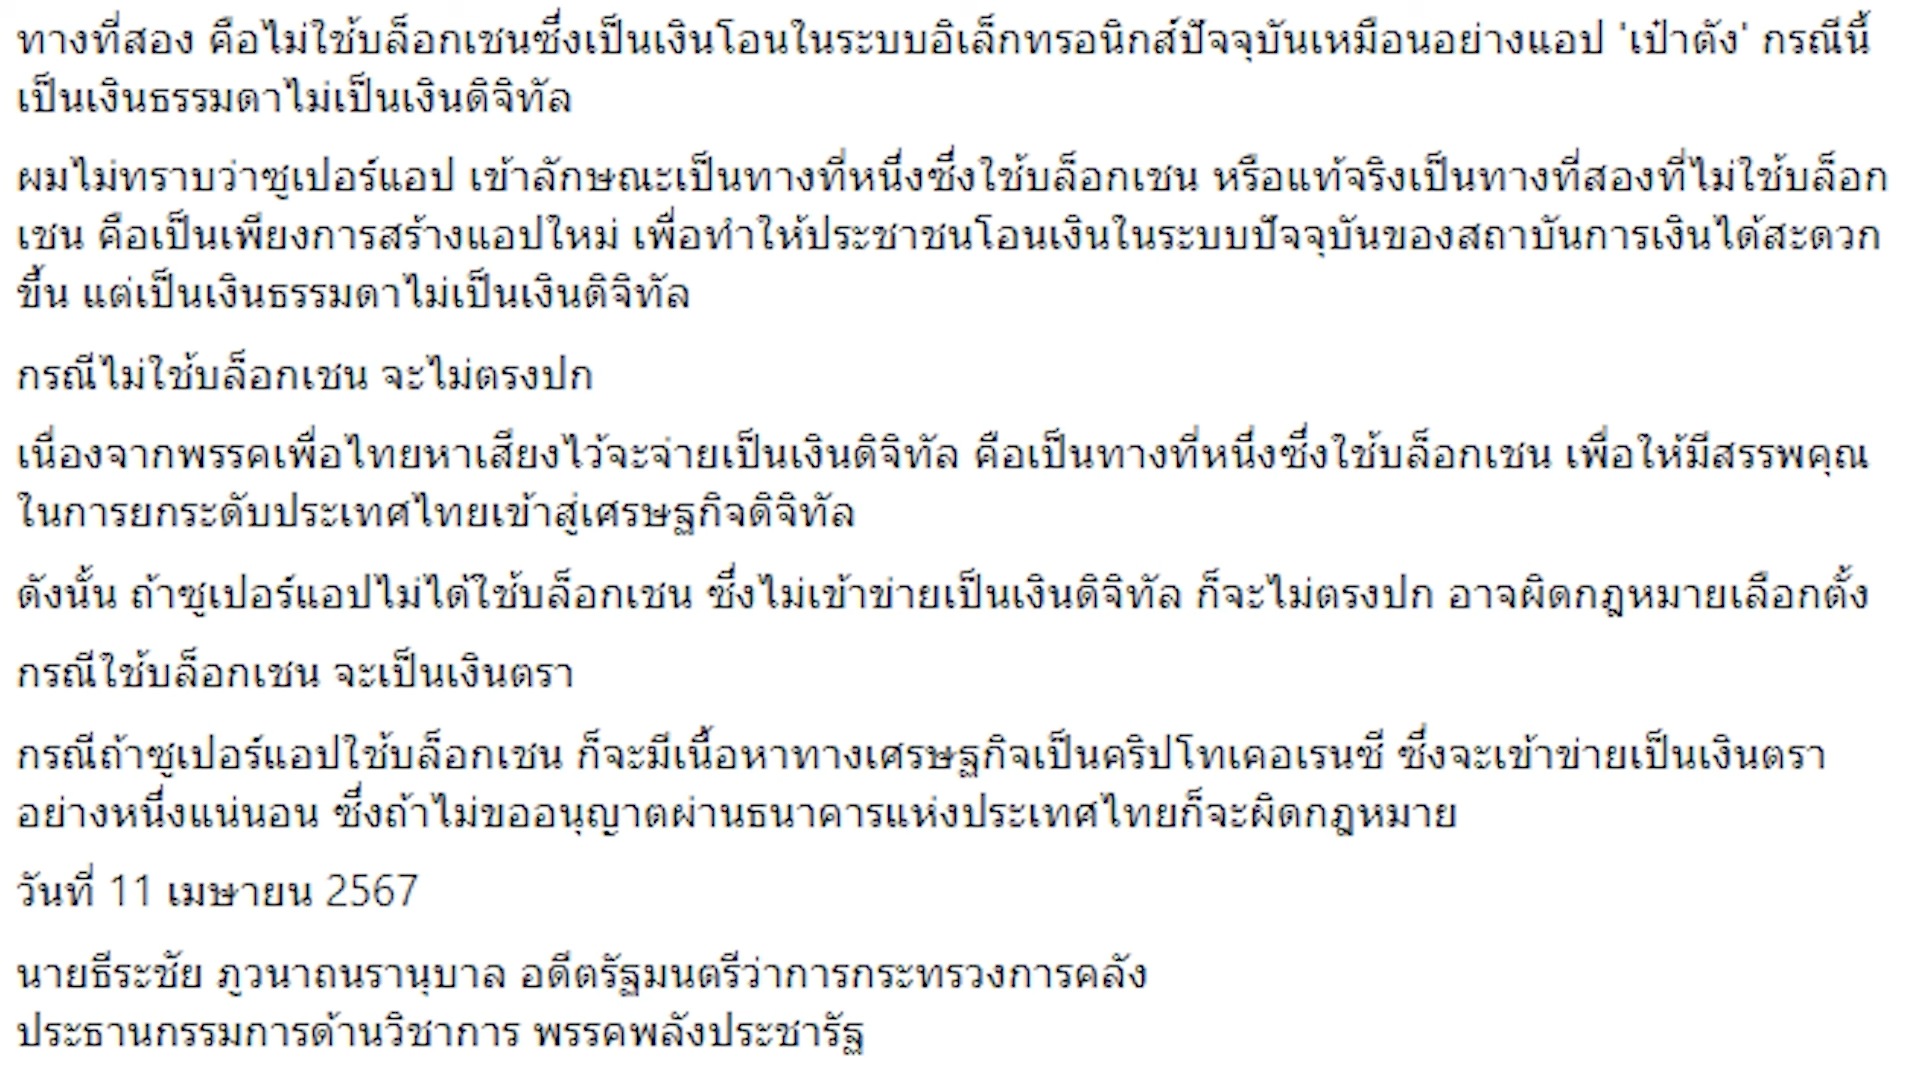 ทางที่สอง คือไม่ใช้บล็อกเชนซึ่งเป็นเงินโอนในระบบอิเล็กทรอนิกส์ปัจจุบันเหมือนอย่างแอป 'เป๋าตัง' กรณีนี้
เป็นเงินธรรมดาไม่เป็นเงินดิจิทัล
ผมไม่ทราบว่าซูเปอร์แอป เข้าลักษณะเป็นทางที่หนึ่งซึ่งใช้บล็อกเชน หรือแท้จริงเป็นทางที่สองที่ไม่ใช้บล็อก
เชน คือเป็นเพียงการสร้างแอปใหม่ เพื่อทำให้ประชาชนโอนเงินในระบบปัจจุบันของสถาบันการเงินได้สะดวก
ขึ้น แต่เป็นเงินธรรมดาไม่เป็นเงินดิจิทัล
กรณีไม่ใช้บล็อกเชน จะไม่ตรงปก
เนื่องจากพรรคเพื่อไทยหาเสียงไว้จะจ่ายเป็นเงินดิจิทัล คือเป็นทางที่หนึ่งซึ่งใช้บล็อกเชน เพื่อให้มีสรรพคุณ
ในการยกระดับประเทศไทยเข้าสู่เศรษฐกิจดิจิทัล
ดังนั้น ถ้าซูเปอร์แอปไม่ได้ใช้บล็อกเชน ซึ่งไม่เข้าข่ายเป็นเงินดิจิทัล ก็จะไม่ตรงปก อาจผิดกฎหมายเลือกตั้ง
กรณีใช้บล็อกเชน จะเป็นเงินตรา
กรณีถ้าซูเปอร์แอปใช้บล็อกเชน ก็จะมีเนื้อหาทางเศรษฐกิจเป็นคริปโทเคอเรนซี ซึ่งจะเข้าข่ายเป็นเงินตรา
อย่างหนึ่งแน่นอน ซึ่งถ้าไม่ขออนุญาตผ่านธนาคารแห่งประเทศไทยก็จะผิดกฎหมาย
วันที่ 11 เมษายน 2567
นายธีระชัย ภูวนาถนรานุบาล อดีตรัฐมนตรีว่าการกระทรวงการคลัง
ประธานกรรมการด้านวิชาการ พรรคพลังประชารัฐ